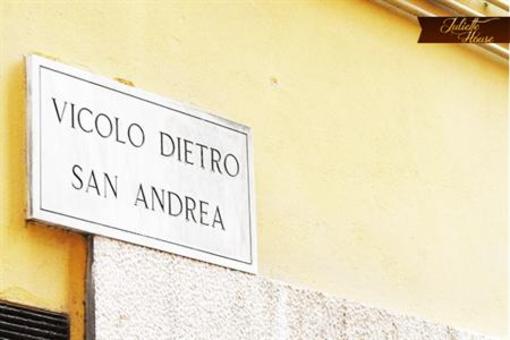 Juliette
House
VICOLO DIETRO
SAN ANDREA